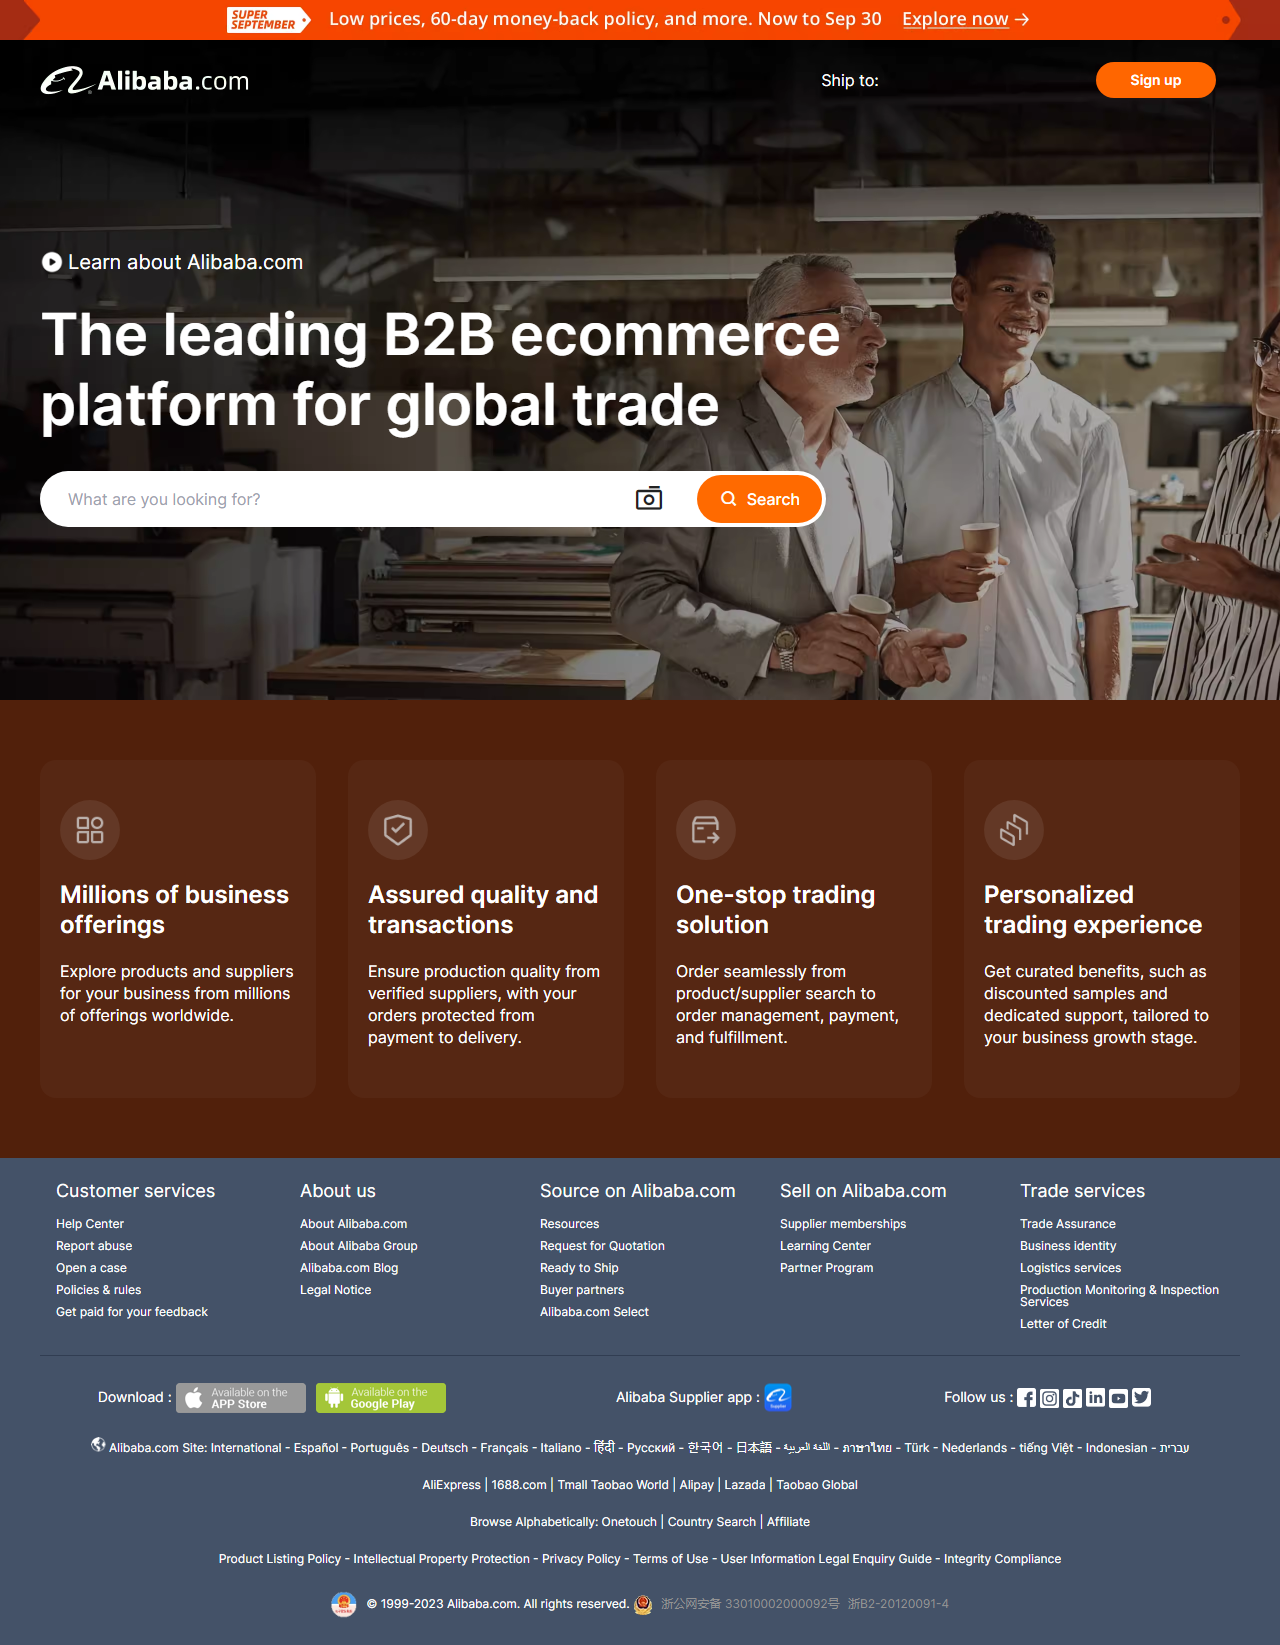 SUPER SEPTEMBER Low prices, 60-day money-back policy, and more. Now to Sep 30 Explore now →
Alibaba.com
Ship to:
Sign up
Learn about Alibaba.com
The leading B2B ecommerce
platform for global trade
What are you looking for?
Search
Millions of business
offerings
Explore products and suppliers
for your business from millions
of offerings worldwide.
Assured quality and
transactions
Ensure production quality from
verified suppliers, with your
orders protected from
payment to delivery.
One-stop trading
solution
Order seamlessly from
product/supplier search to
order management, payment,
and fulfillment.
Personalized
trading experience
Get curated benefits, such as
discounted samples and
dedicated support, tailored to
your business growth stage.
Customer services
Help Center
Report abuse
Open a case
Policies & rules
Get paid for your feedback
About us
About Alibaba.com
About Alibaba Group
Alibaba.com Blog
Legal Notice
Source on Alibaba.com
Resources
Request for Quotation
Ready to Ship
Buyer partners
Alibaba.com Select
Sell on Alibaba.com
Supplier memberships
Learning Center
Partner Program
Trade services
Trade Assurance
Business identity
Logistics services
Production Monitoring & Inspection
Services
Letter of Credit
Download :
Available on the
APP Store
Available on the
Google Play
Alibaba Supplier app :
Supplier
Follow us :
Alibaba.com Site: International - Español - Português - Deutsch - Français - Italiano - हिंदी - Русский - 한국어 - 日本語 - اللغة العربية - ภาษาไทย - Türk - Nederlands - tiếng Việt - Indonesian - עברית
AliExpress | 1688.com | Tmall Taobao World | Alipay | Lazada | Taobao Global
Browse Alphabetically: Onetouch | Country Search | Affiliate
Product Listing Policy - Intellectual Property Protection - Privacy Policy - Terms of Use - User Information Legal Enquiry Guide - Integrity Compliance
© 1999-2023 Alibaba.com. All rights reserved. 浙公网安备 33010002000092号 浙B2-20120091-4